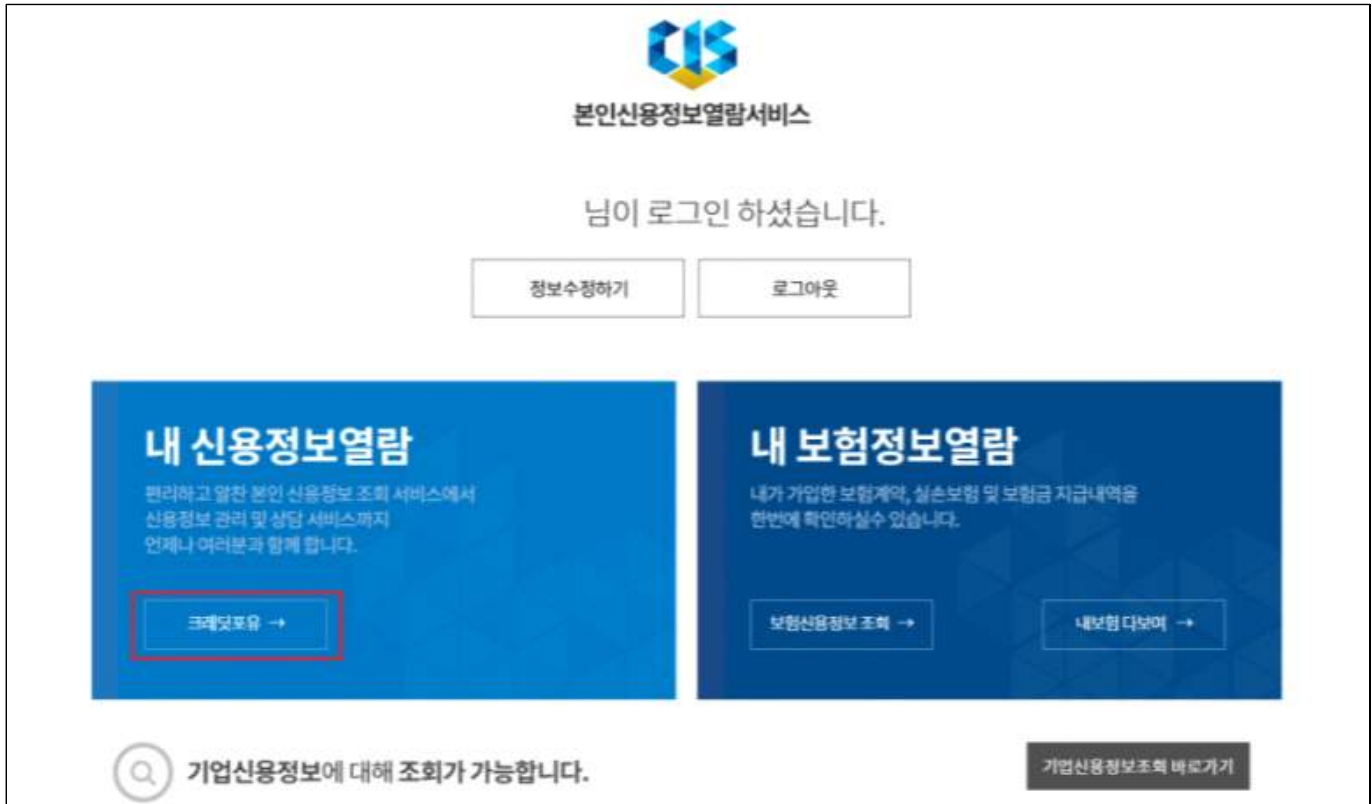 CIS
본인신용정보열람서비스
님이 로그인 하셨습니다.
정보수정하기
로그아웃
내 신용정보열람
편리하고 알찬 본인 신용정보 조회 서비스에서
신용정보 관리 및 상담 서비스까지
언제나 여러분과 함께 합니다.
크레딧포유 →
내 보험정보열람
내가 가입한 보험계약, 실손보험 및 보험금 지급내역을
한번에 확인하실수 있습니다.
보험신용정보 조회 →
내보험 다보여 →
기업신용정보에 대해 조회가 가능합니다.
기업신용정보조회 바로가기